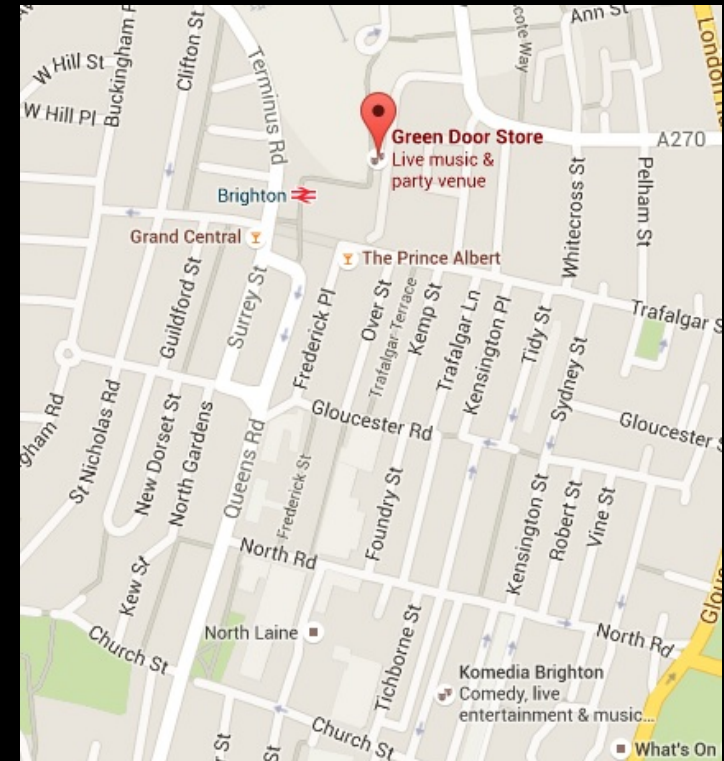 Ann St
W Hill St
Buckingham
Clifton St
Terminus Rd
London
W Hill Pl
Green Door Store
Live music &
party venue
A270
Brighton
Whitecross St
Pelham St
Grand Central
The Prince Albert
Guildford St
Surrey St
Frederick Pl
Over St
Trafalgar Terrace
Kemp St
Trafalgar Ln
Kensington Pl
Tidy St
Sydney St
Trafalgar S
St Nicholas Rd
New Dorset St
North Gardens
Queens Rd
Gloucester Rd
Gloucester
Frederick St
Foundry St
Kensington St
Robert St
Vine St
North Rd
Kew St
Church St
North Laine
Tichborne St
North Rd
Komedia Brighton
Comedy, live
entertainment & music...
Church St
What's On